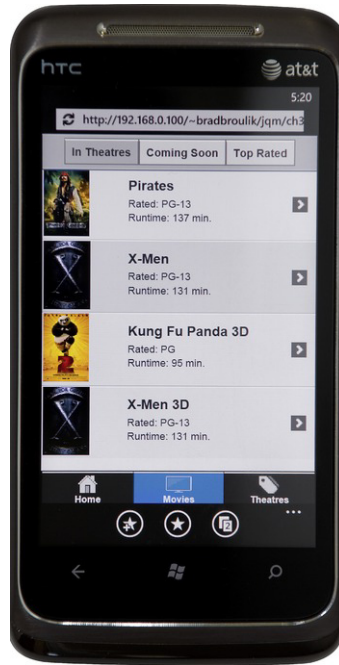 hTC
at&t
5:20
http://192.168.0.100/~bradbroulik/jqm/ch3
In Theatres Coming Soon Top Rated
Pirates
Rated: PG-13
Runtime: 137 min.
X-Men
Rated: PG-13
Runtime: 131 min.
Kung Fu Panda 3D
Rated: PG
Runtime: 95 min.
2
X-Men 3D
Rated: PG-13
Runtime: 131 min.
Home Movies Theatres
2